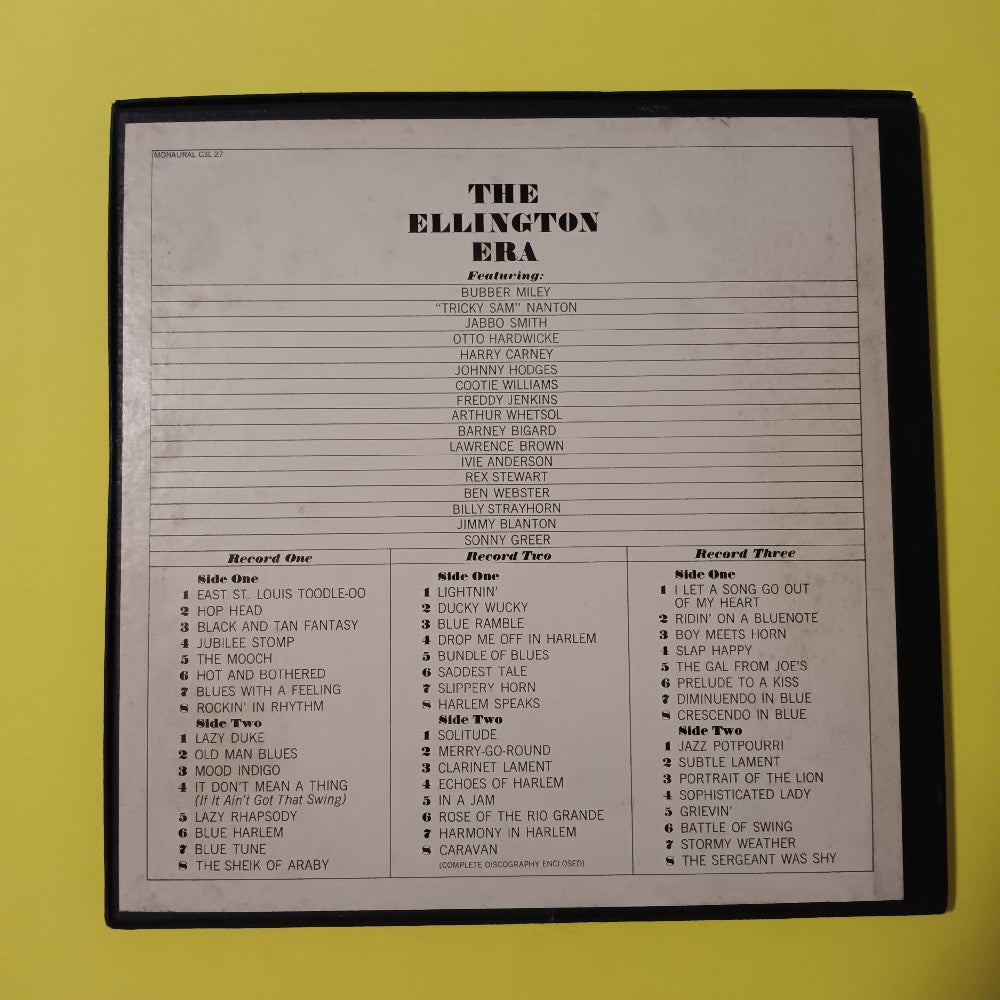 MONAURAL C3L 27
THE
ELLINGTON
ERA
Featuring:
BUBBER MILEY
"TRICKY SAM" NANTON
JABBO SMITH
OTTO HARDWICKE
HARRY CARNEY
JOHNNY HODGES
COOTIE WILLIAMS
FREDDY JENKINS
ARTHUR WHETSOL
BARNEY BIGARD
LAWRENCE BROWN
IVIE ANDERSON
REX STEWART
BEN WEBSTER
BILLY STRAYHORN
JIMMY BLANTON
SONNY GREER
Record One
Side One
1 EAST ST. LOUIS TOODLE-OO
2 HOP HEAD
3 BLACK AND TAN FANTASY
4 JUBILEE STOMP
5 THE MOOCH
6 HOT AND BOTHERED
7 BLUES WITH A FEELING
8 ROCKIN' IN RHYTHM
Side Two
1 LAZY DUKE
2 OLD MAN BLUES
3 MOOD INDIGO
4 IT DON'T MEAN A THING
(If It Ain't Got That Swing)
5 LAZY RHAPSODY
6 BLUE HARLEM
7 BLUE TUNE
8 THE SHEIK OF ARABY
Record Two
Side One
1 LIGHTNIN'
2 DUCKY WUCKY
3 BLUE RAMBLE
4 DROP ME OFF IN HARLEM
5 BUNDLE OF BLUES
6 SADDEST TALE
7 SLIPPERY HORN
8 HARLEM SPEAKS
Side Two
1 SOLITUDE
2 MERRY-GO-ROUND
3 CLARINET LAMENT
4 ECHOES OF HARLEM
5 IN A JAM
6 ROSE OF THE RIO GRANDE
7 HARMONY IN HARLEM
8 CARAVAN
(COMPLETE DISCOGRAPHY ENCLOSED)
Record Three
Side One
1 I LET A SONG GO OUT
OF MY HEART
2 RIDIN' ON A BLUENOTE
3 BOY MEETS HORN
4 SLAP HAPPY
5 THE GAL FROM JOE'S
6 PRELUDE TO A KISS
7 DIMINUENDO IN BLUE
8 CRESCENDO IN BLUE
Side Two
1 JAZZ POTPOURRI
2 SUBTLE LAMENT
3 PORTRAIT OF THE LION
4 SOPHISTICATED LADY
5 GRIEVIN'
6 BATTLE OF SWING
7 STORMY WEATHER
8 THE SERGEANT WAS SHY